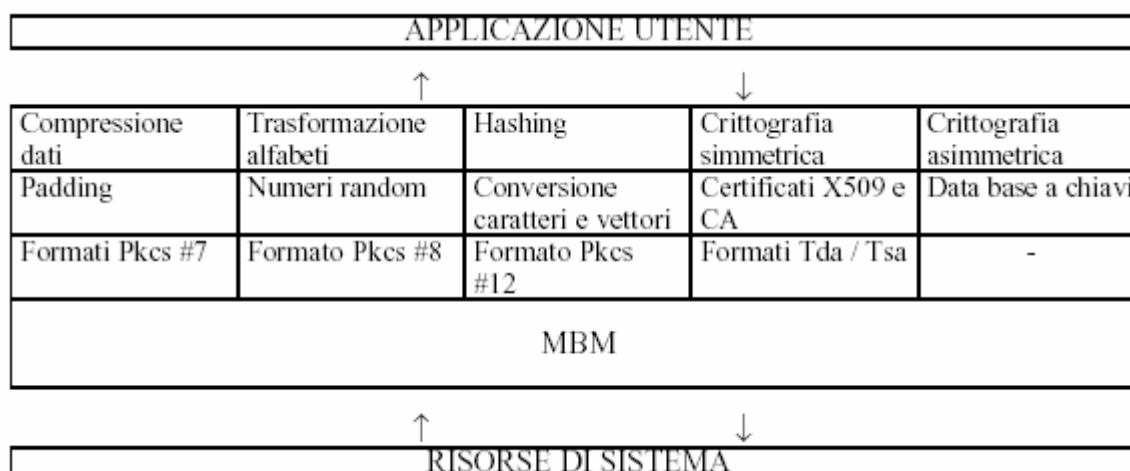 APPLICAZIONE UTENTE
↑ ↓
Compressione dati
Trasformazione alfabeti
Hashing
Crittografia simmetrica
Crittografia asimmetrica
Padding
Numeri random
Conversione caratteri e vettori
Certificati X509 e CA
Data base a chiavi
Formati Pkcs #7
Formato Pkcs #8
Formato Pkcs #12
Formati Tda / Tsa
-
MBM
↑ ↓
RISORSE DI SISTEMA